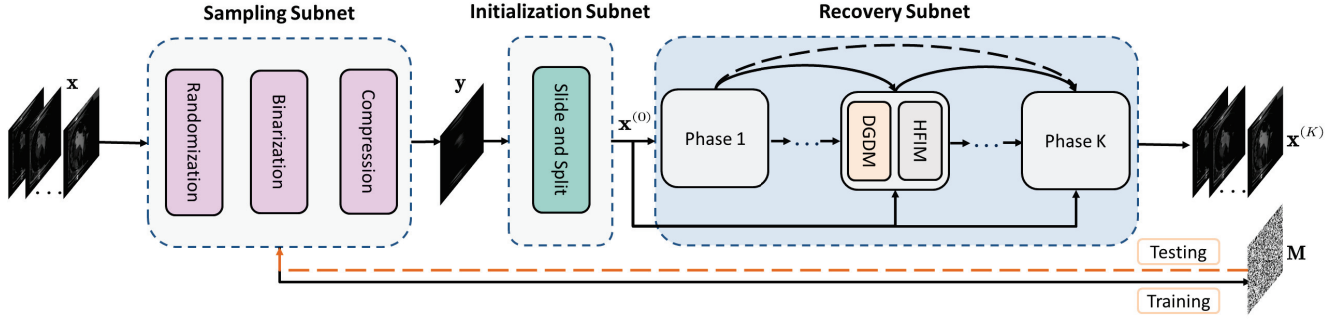 Sampling Subnet
Initialization Subnet
Recovery Subnet
x
Randomization
Binarization
Compression
y
Slide and Split
x^(0)
Phase 1
...
DGDM
HFIM
...
Phase K
x^(K)
...
...
Testing
M
Training